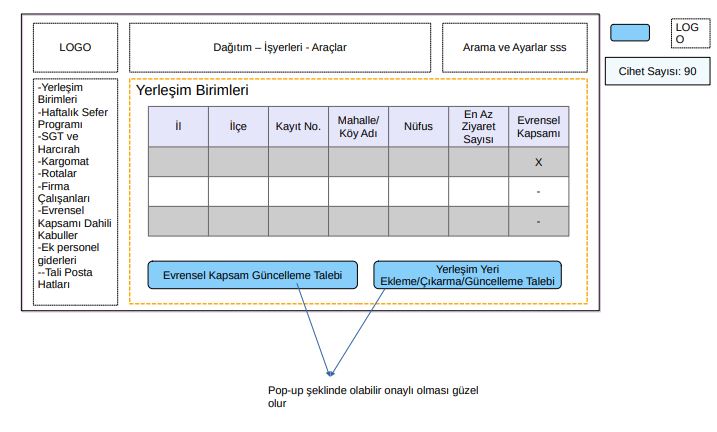 LOGO
Dağıtım – İşyerleri - Araçlar
Arama ve Ayarlar sss
LOG
O
Cihet Sayısı: 90
-Yerleşim
Birimleri
-Haftalık Sefer
Programı
-SGT ve
Harcırah
-Kargomat
-Rotalar
-Firma
Çalışanları
-Evrensel
Kapsamı Dahili
Kabuller
-Ek personel
giderleri
--Tali Posta
Hatları
Yerleşim Birimleri
İl
İlçe
Kayıt No.
Mahalle/
Köy Adı
Nüfus
En Az
Ziyaret
Sayısı
Evrensel
Kapsamı
X
-
-
Evrensel Kapsam Güncelleme Talebi
Yerleşim Yeri
Ekleme/Çıkarma/Güncelleme Talebi
Pop-up şeklinde olabilir onaylı olması güzel
olur